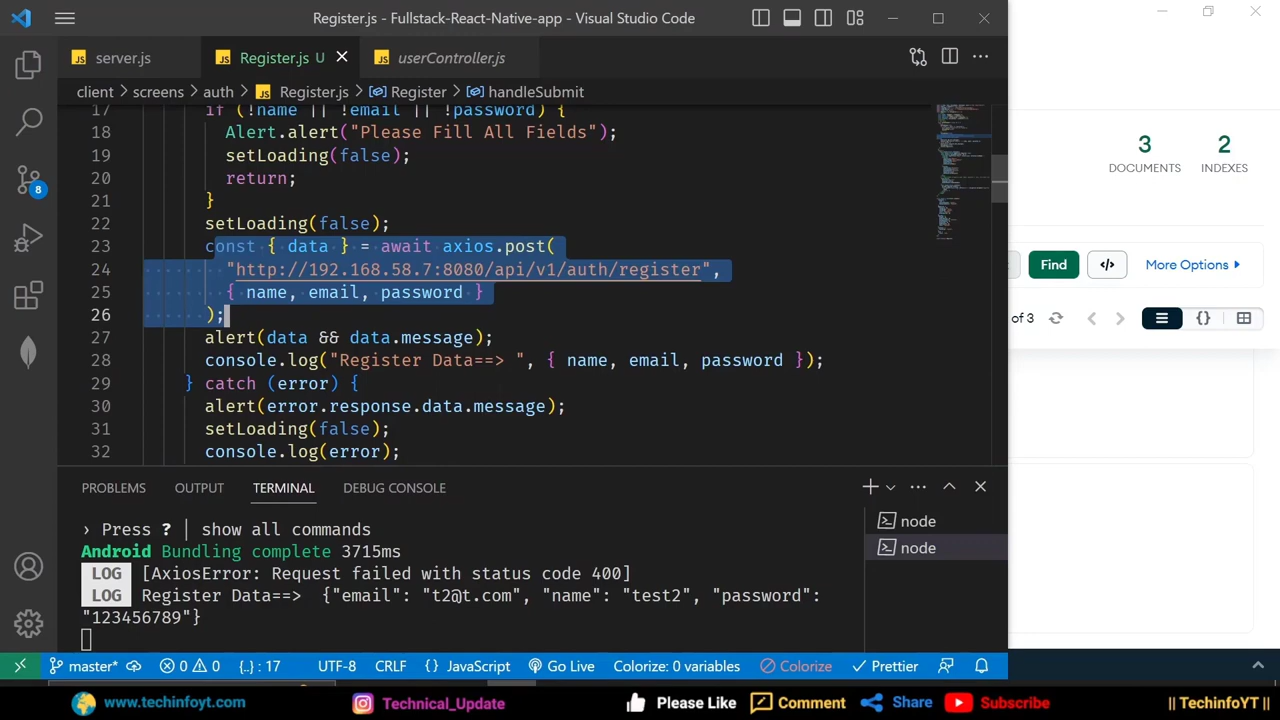 Register.js - Fullstack-React-Native-app - Visual Studio Code
server.js
Register.js U
userController.js
client > screens > auth > Register.js > Register > handleSubmit
17 if (!name || !email || !password) {
18 Alert.alert("Please Fill All Fields");
19 setLoading(false);
20 return;
21 }
22 setLoading(false);
23 const { data } = await axios.post(
24 "http://192.168.58.7:8080/api/v1/auth/register",
25 { name, email, password }
26 );
27 alert(data && data.message);
28 console.log("Register Data==> ", { name, email, password });
29 } catch (error) {
30 alert(error.response.data.message);
31 setLoading(false);
32 console.log(error);
8
PROBLEMS OUTPUT TERMINAL DEBUG CONSOLE
› Press ? │ show all commands
Android Bundling complete 3715ms
LOG [AxiosError: Request failed with status code 400]
LOG Register Data==> {"email": "t2@t.com", "name": "test2", "password":
"123456789"}
node
node
master* 0 0 {..} : 17 UTF-8 CRLF {} JavaScript Go Live Colorize: 0 variables Colorize Prettier
3
DOCUMENTS
2
INDEXES
Find
</>
More Options
of 3
{}
www.techinfoyt.com Technical_Update Please Like Comment Share Subscribe || TechinfoYT ||